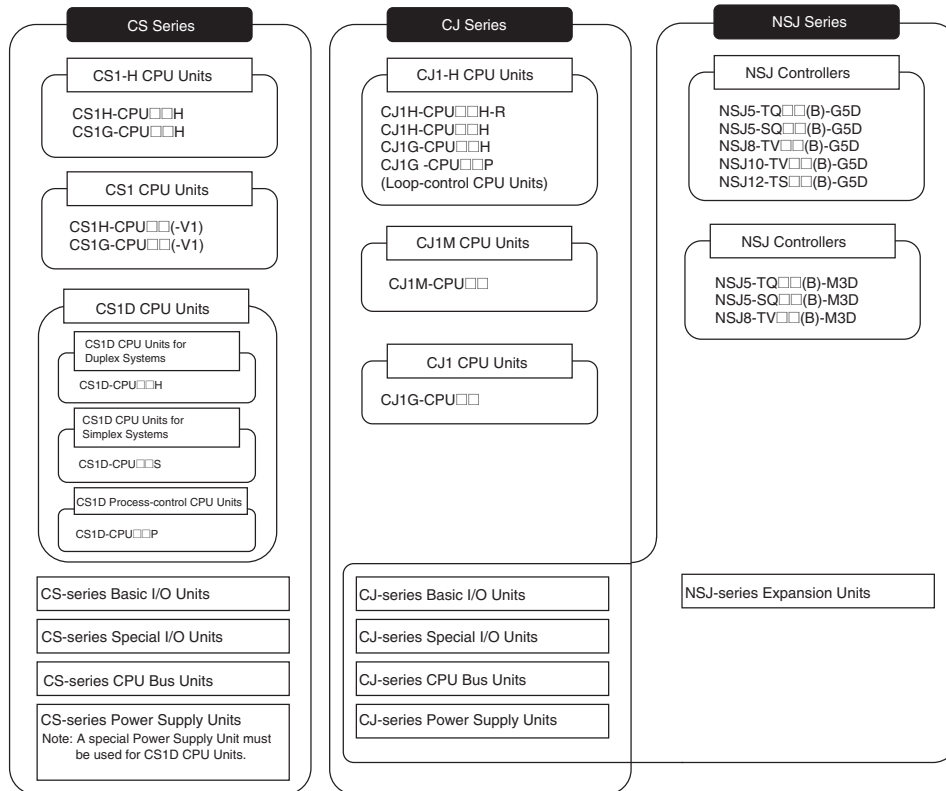 CS Series
CS1-H CPU Units
CS1H-CPU□□H
CS1G-CPU□□H
CS1 CPU Units
CS1H-CPU□□(-V1)
CS1G-CPU□□(-V1)
CS1D CPU Units
CS1D CPU Units for
Duplex Systems
CS1D-CPU□□H
CS1D CPU Units for
Simplex Systems
CS1D-CPU□□S
CS1D Process-control CPU Units
CS1D-CPU□□P
CS-series Basic I/O Units
CS-series Special I/O Units
CS-series CPU Bus Units
CS-series Power Supply Units
Note: A special Power Supply Unit must
be used for CS1D CPU Units.
CJ Series
CJ1-H CPU Units
CJ1H-CPU□□H-R
CJ1H-CPU□□H
CJ1G-CPU□□H
CJ1G -CPU□□P
(Loop-control CPU Units)
CJ1M CPU Units
CJ1M-CPU□□
CJ1 CPU Units
CJ1G-CPU□□
CJ-series Basic I/O Units
CJ-series Special I/O Units
CJ-series CPU Bus Units
CJ-series Power Supply Units
NSJ Series
NSJ Controllers
NSJ5-TQ□□(B)-G5D
NSJ5-SQ□□(B)-G5D
NSJ8-TV□□(B)-G5D
NSJ10-TV□□(B)-G5D
NSJ12-TS□□(B)-G5D
NSJ Controllers
NSJ5-TQ□□(B)-M3D
NSJ5-SQ□□(B)-M3D
NSJ8-TV□□(B)-M3D
NSJ-series Expansion Units